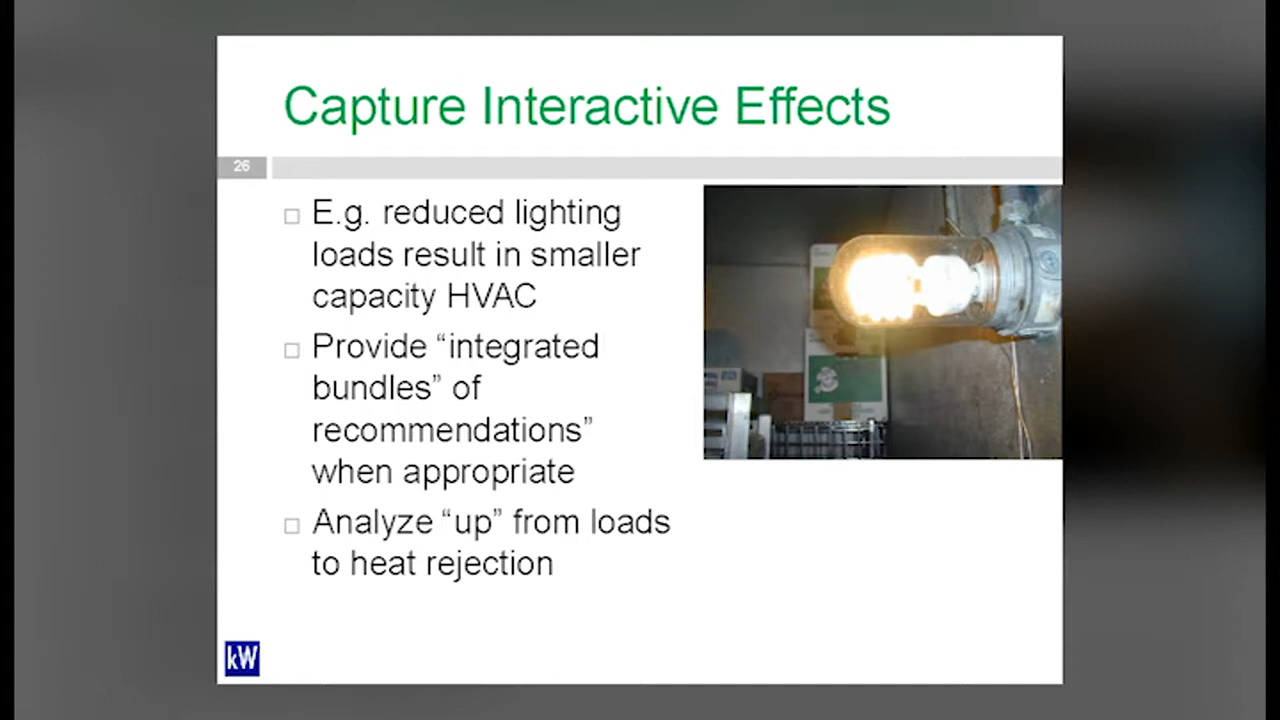 Capture Interactive Effects
26
E.g. reduced lighting
loads result in smaller
capacity HVAC
Provide “integrated
bundles” of
recommendations”
when appropriate
Analyze “up” from loads
to heat rejection
kW